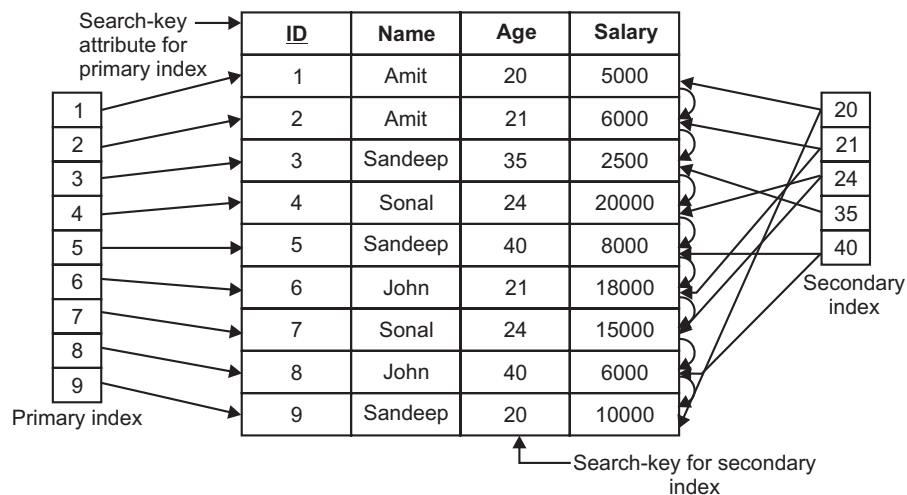 Search-key
attribute for
primary index
ID Name Age Salary
1 Amit 20 5000
2 Amit 21 6000
3 Sandeep 35 2500
4 Sonal 24 20000
5 Sandeep 40 8000
6 John 21 18000
7 Sonal 24 15000
8 John 40 6000
9 Sandeep 20 10000
1
2
3
4
5
6
7
8
9
Primary index
20
21
24
35
40
Secondary
index
Search-key for secondary
index